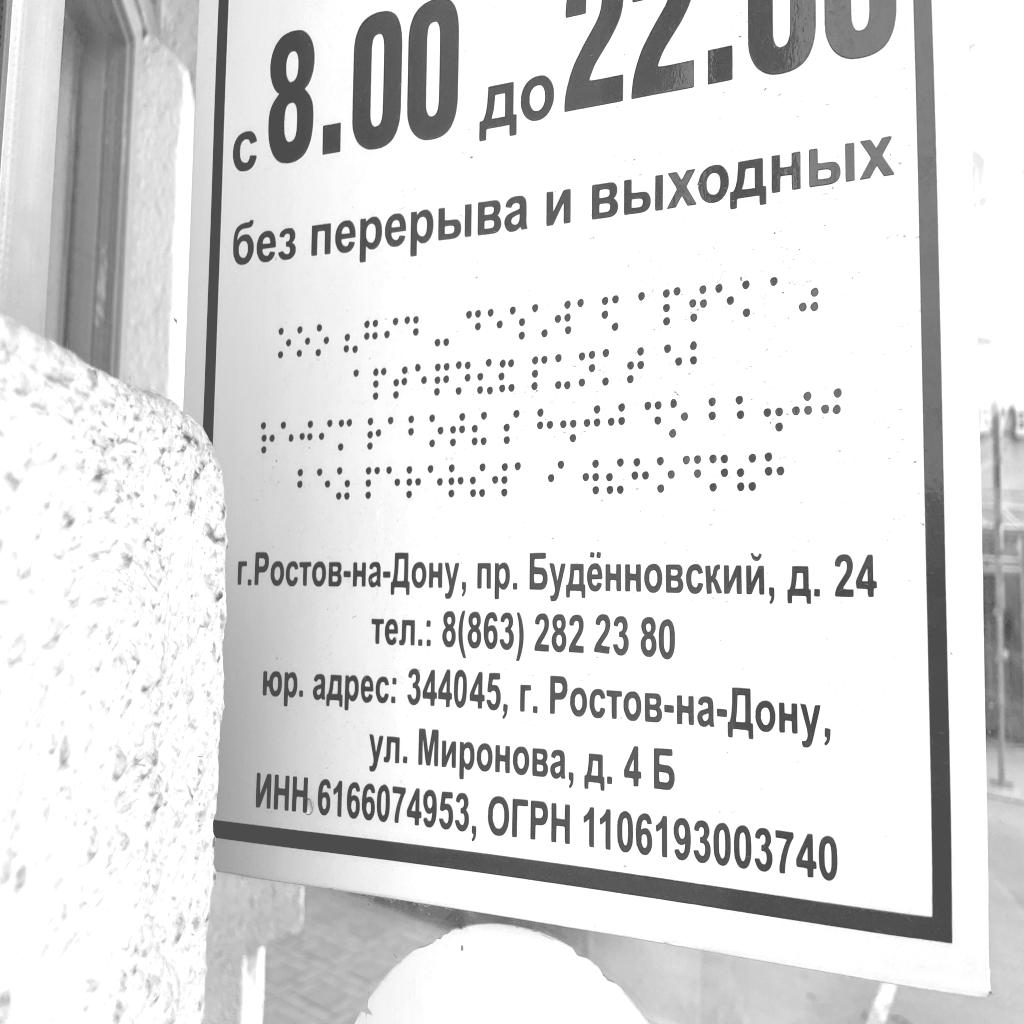 с 8.00 до 22.00
без перерыва и выходных
г.Ростов-на-Дону, пр. Будённовский, д. 24
тел.: 8(863) 282 23 80
юр. адрес: 344045, г. Ростов-на-Дону,
ул. Миронова, д. 4 Б
ИНН 6166074953, ОГРН 1106193003740